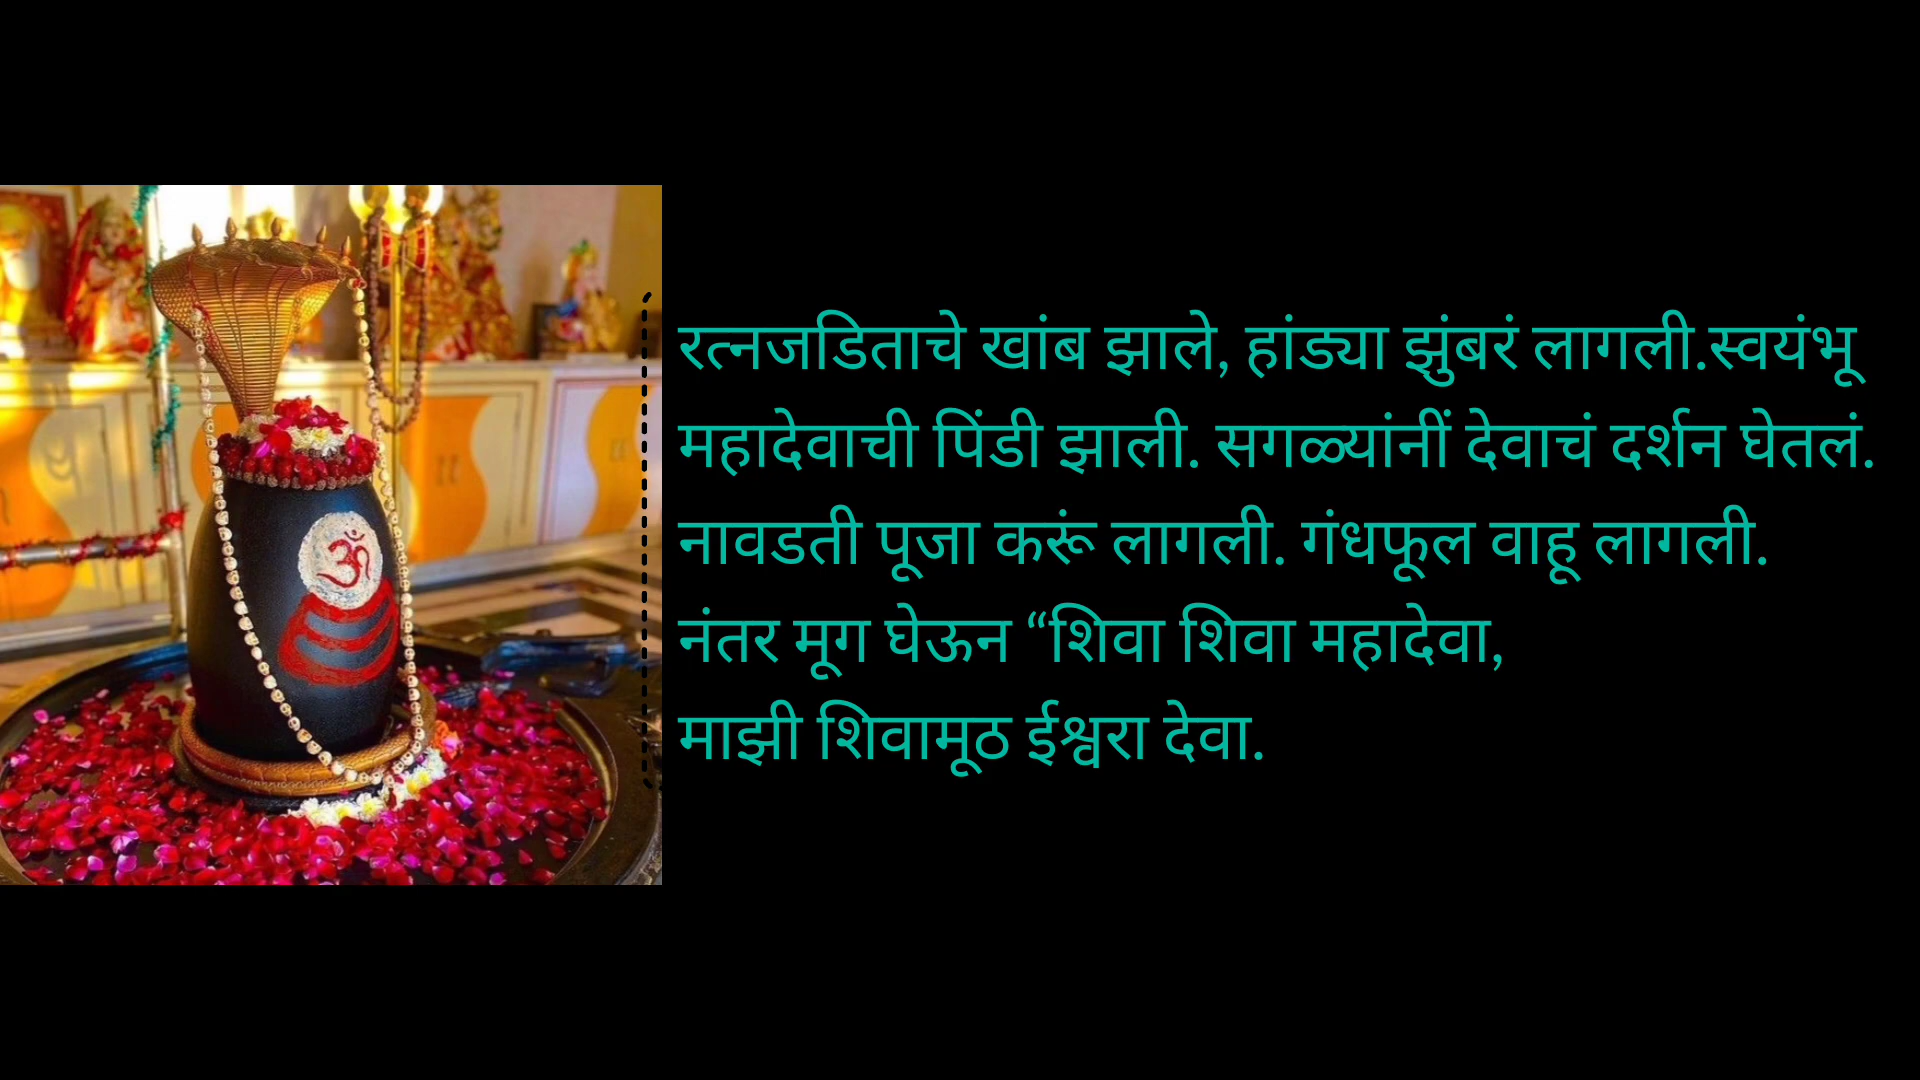 ॐ
रत्नजडिताचे खांब झाले, हांड्या झुंबरं लागली.स्वयंभू
महादेवाची पिंडी झाली. सगळ्यांनीं देवाचं दर्शन घेतलं.
नावडती पूजा करूं लागली. गंधफूल वाहू लागली.
नंतर मूग घेऊन “शिवा शिवा महादेवा,
माझी शिवामूठ ईश्वरा देवा.